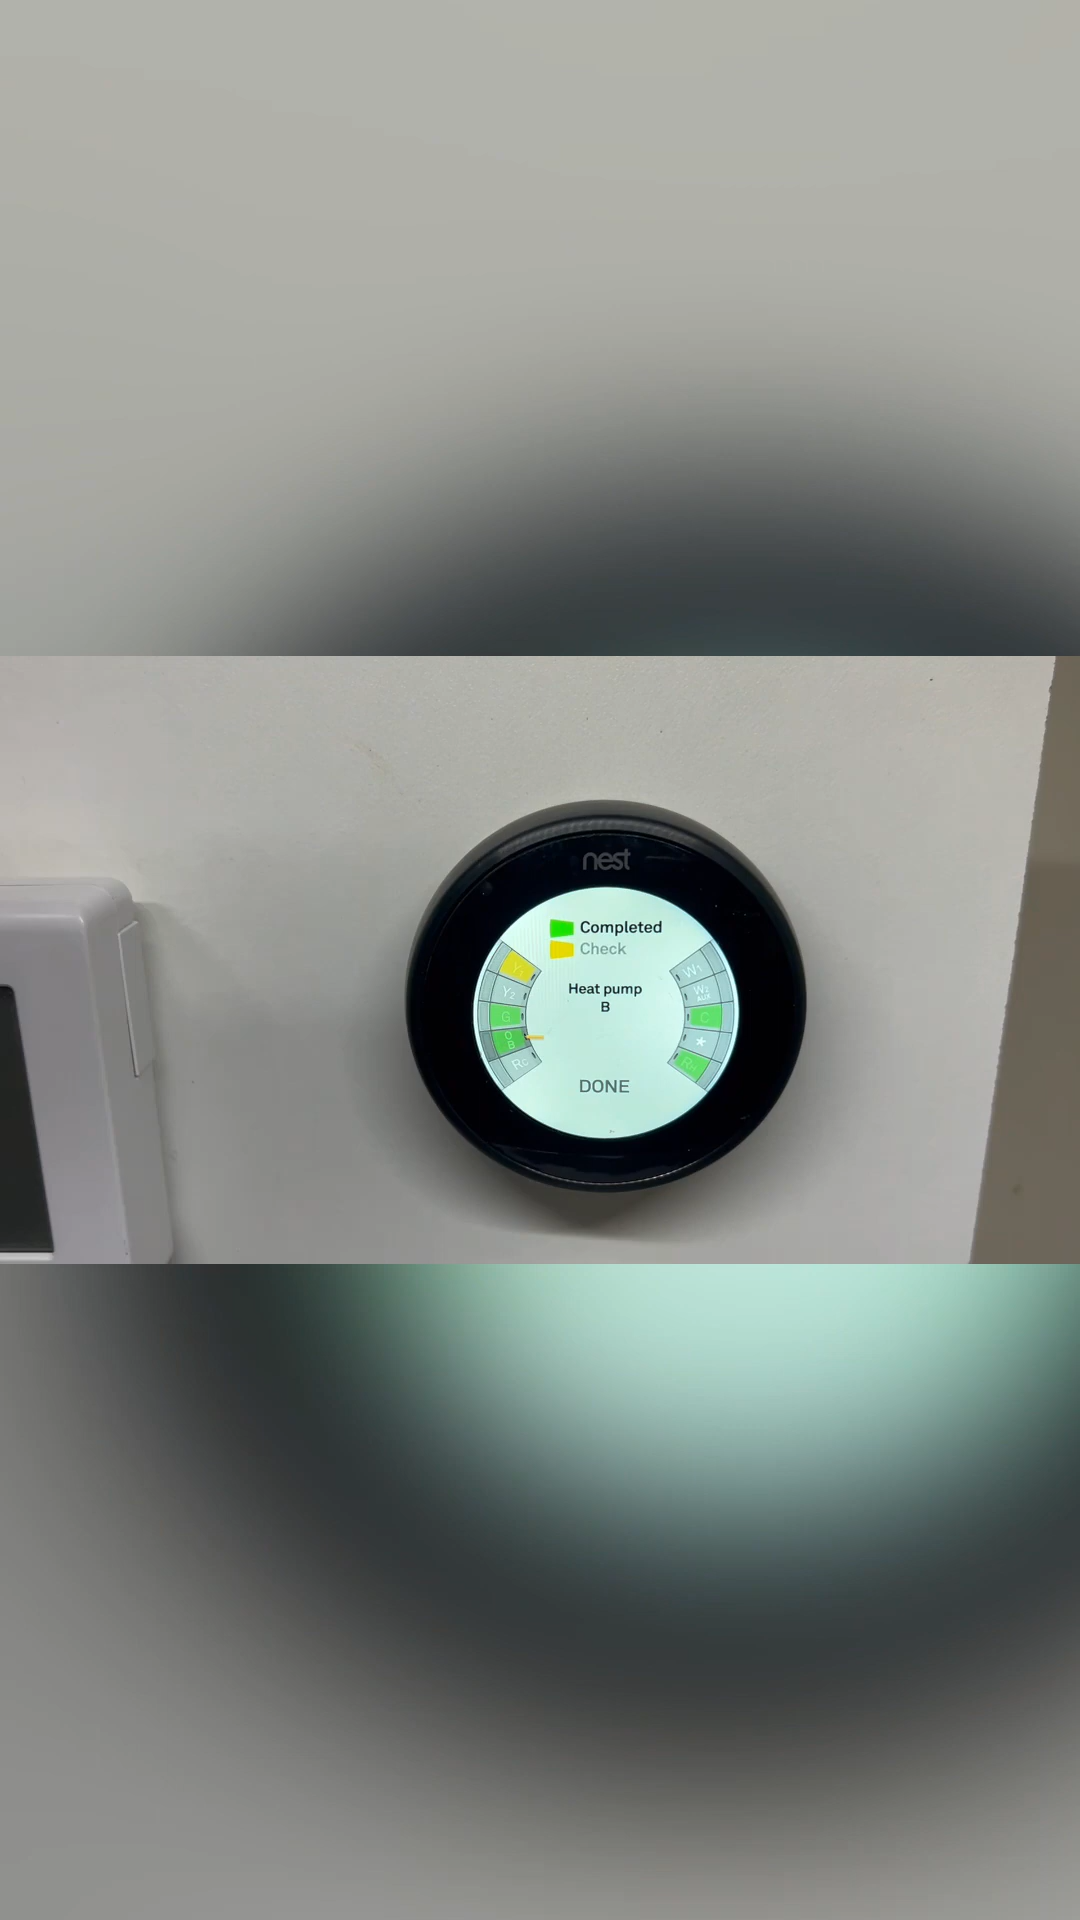 nest
Completed
Check
Heat pump
B
Y1
Y2
G
O
B
RC
W1
W2
AUX
C
*
RH
DONE